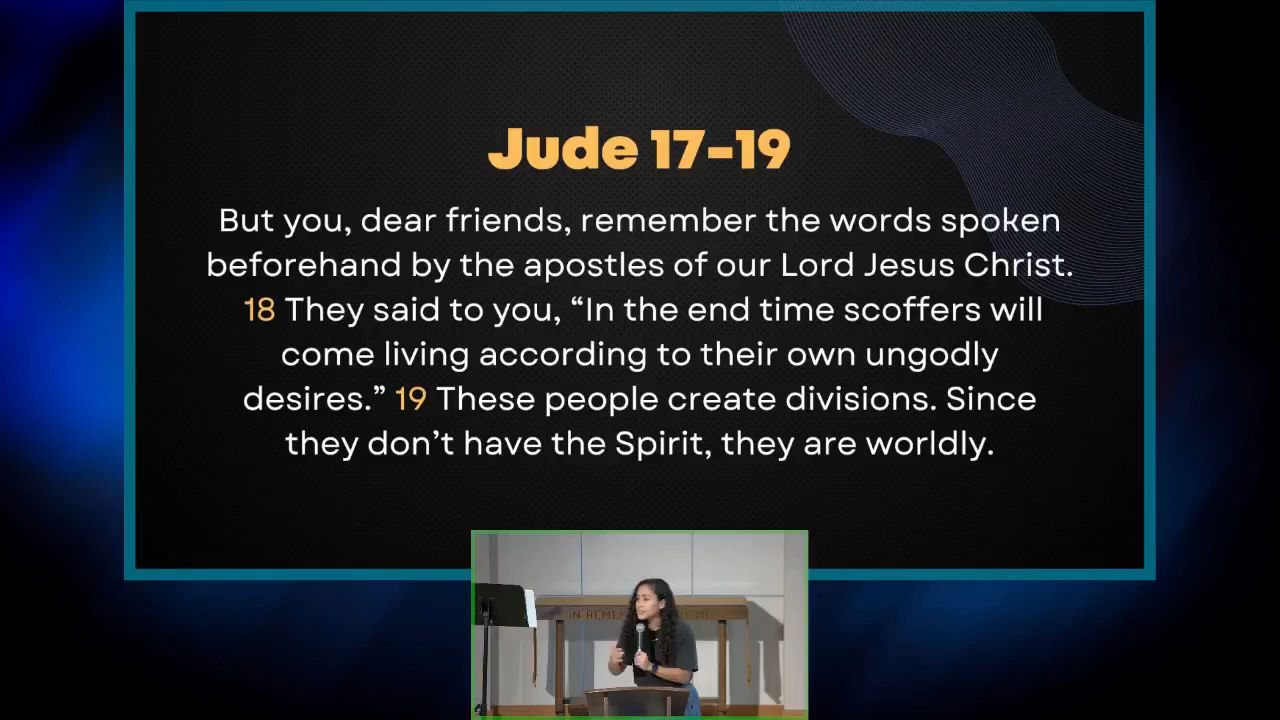 Jude 17-19
But you, dear friends, remember the words spoken
beforehand by the apostles of our Lord Jesus Christ.
18 They said to you, “In the end time scoffers will
come living according to their own ungodly
desires.” 19 These people create divisions. Since
they don’t have the Spirit, they are worldly.
IN REME